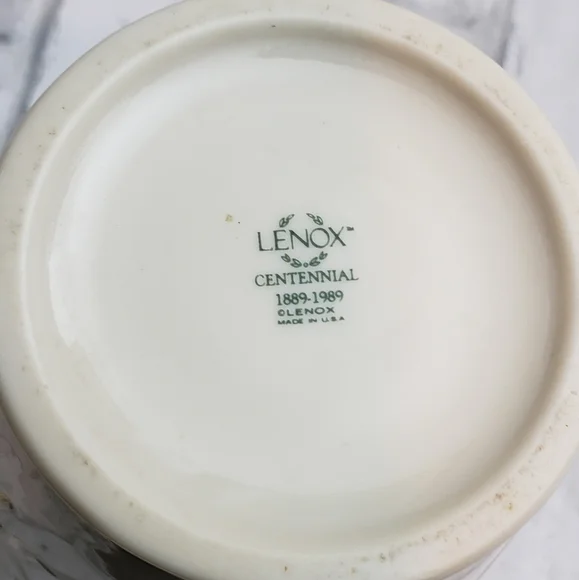 LENOX™
CENTENNIAL
1889-1989
©LENOX
MADE IN U.S.A